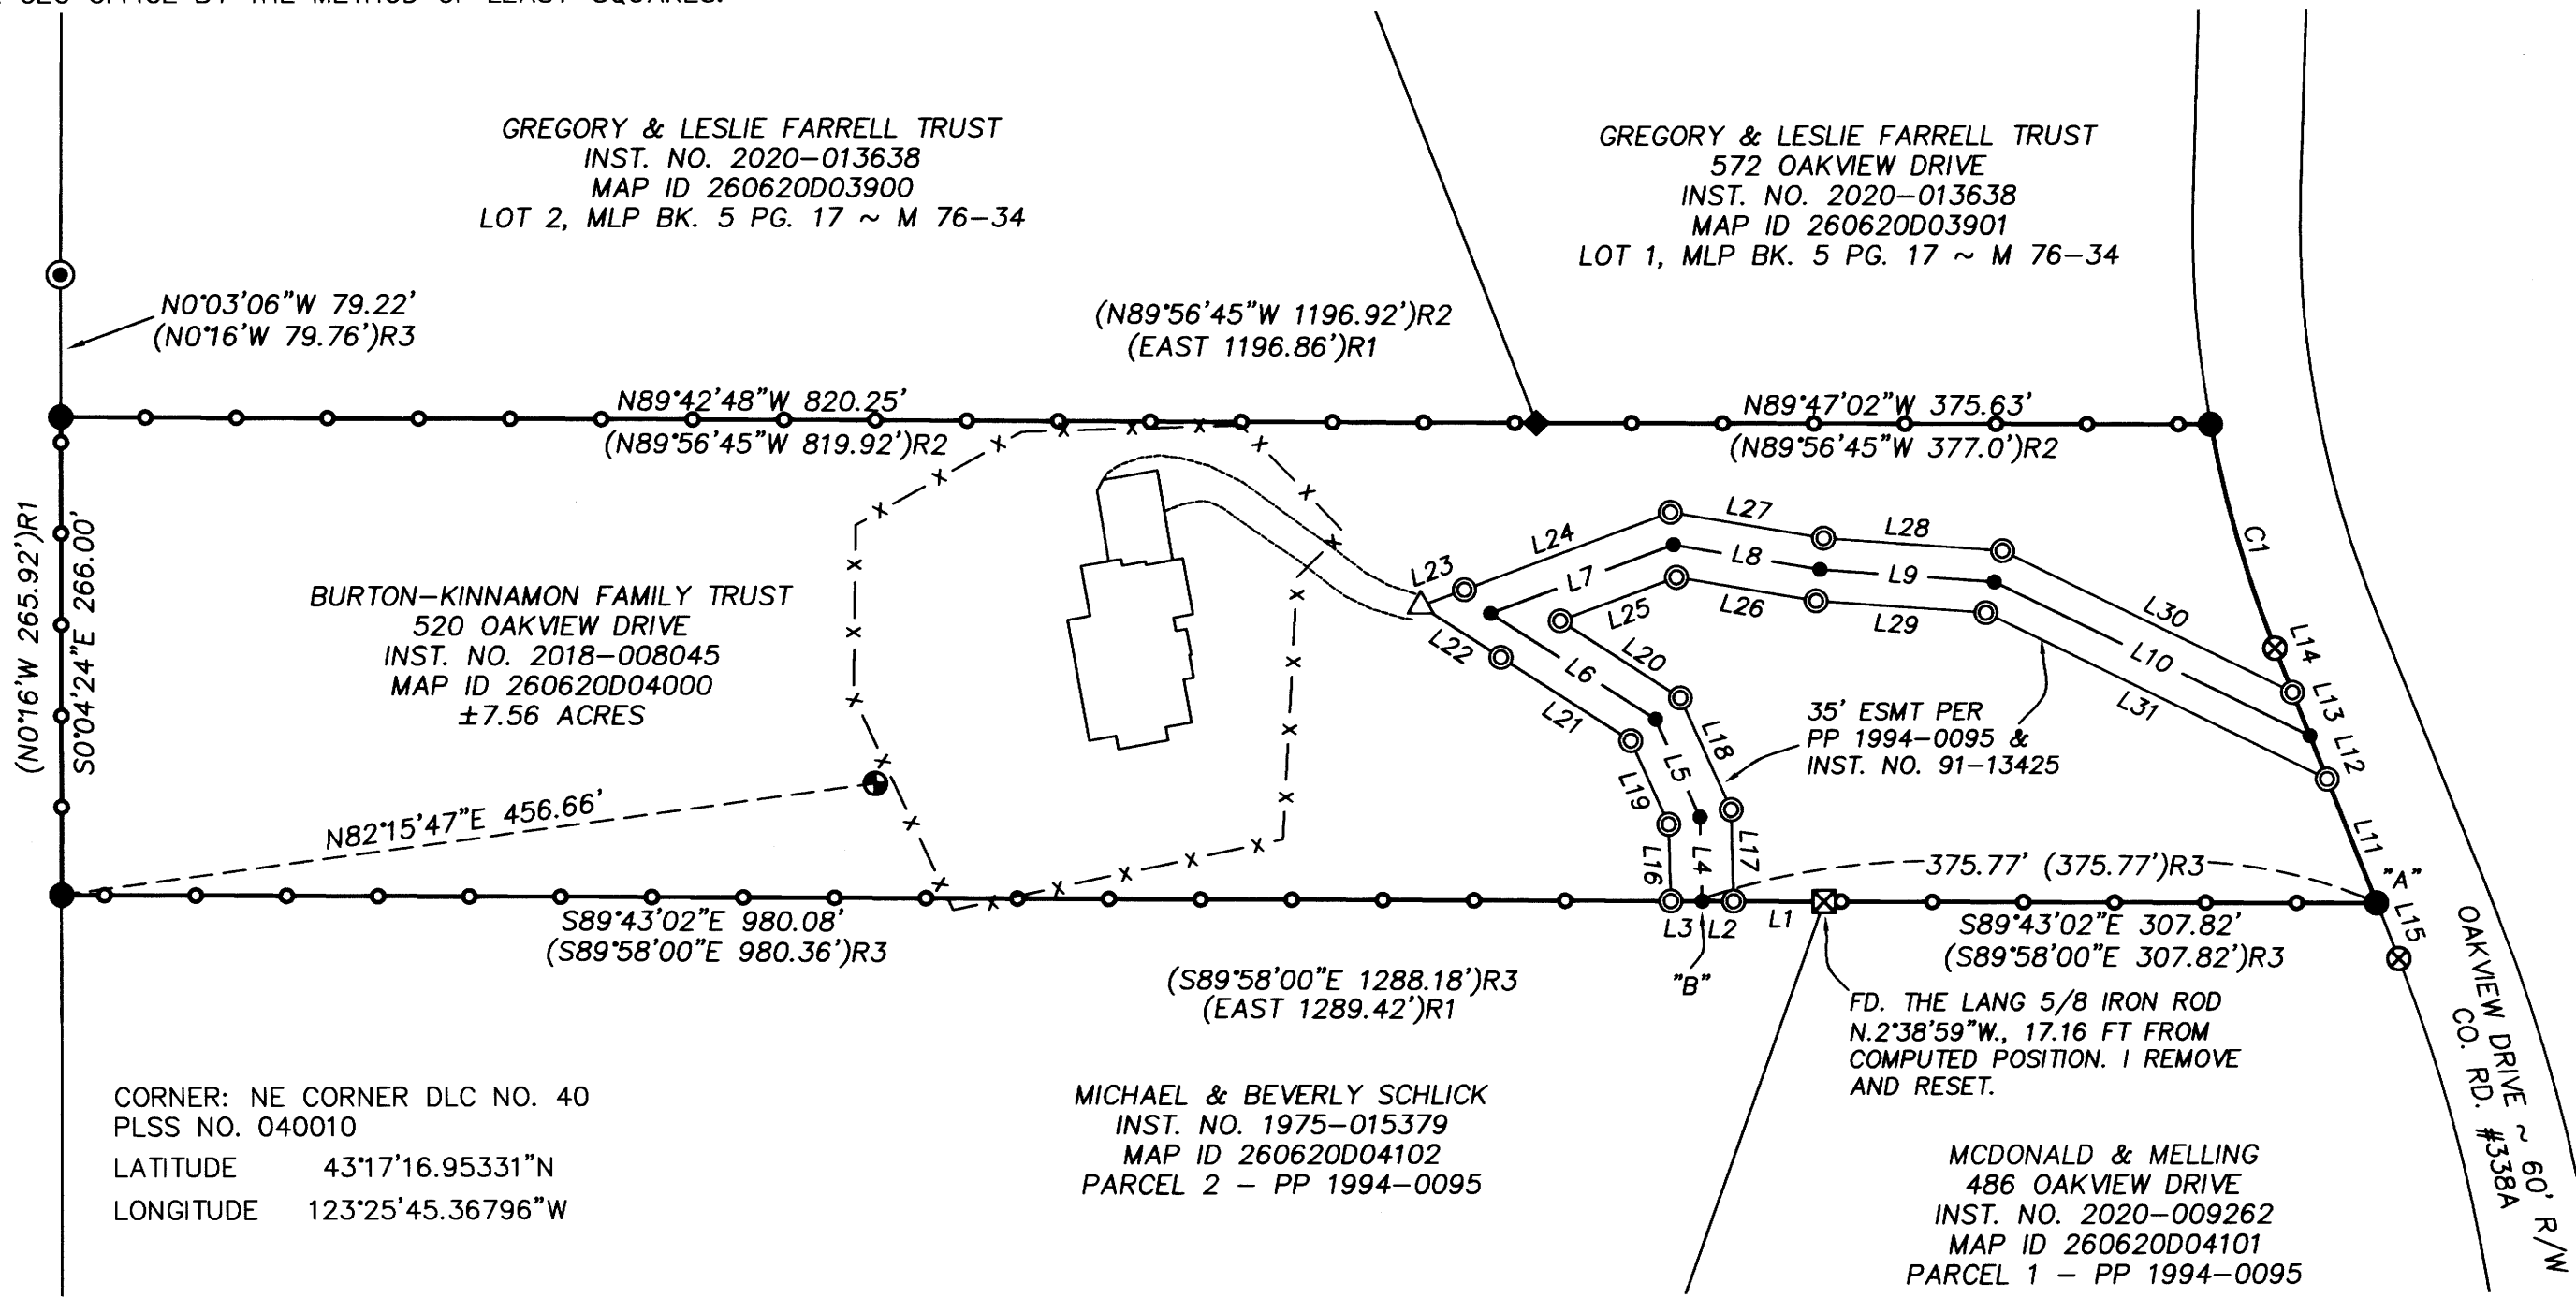 GREGORY & LESLIE FARRELL TRUST
INST. NO. 2020-013638
MAP ID 260620D03900
LOT 2, MLP BK. 5 PG. 17 ~ M 76-34
GREGORY & LESLIE FARRELL TRUST
572 OAKVIEW DRIVE
INST. NO. 2020-013638
MAP ID 260620D03901
LOT 1, MLP BK. 5 PG. 17 ~ M 76-34
N0°03'06"W 79.22'
(N0°16'W 79.76')R3
(N89°56'45"W 1196.92')R2
(EAST 1196.86')R1
N89°42'48"W 820.25'
(N89°56'45"W 819.92')R2
N89°47'02"W 375.63'
(N89°56'45"W 377.0')R2
(N0°16'W 265.92')R1
S0°04'24"E 266.00'
BURTON-KINNAMON FAMILY TRUST
520 OAKVIEW DRIVE
INST. NO. 2018-008045
MAP ID 260620D04000
±7.56 ACRES
N82°15'47"E 456.66'
L23
L24
L27
L28
L7
L8
L9
L25
L26
L29
L30
L10
L31
L22
L6
L20
L21
L5
L18
L19
L16
L4
L17
C1
L14
L13
L12
L11
"A"
L15
35' ESMT PER
PP 1994-0095 &
INST. NO. 91-13425
375.77' (375.77')R3
L3
L2
L1
"B"
S89°43'02"E 980.08'
(S89°58'00"E 980.36')R3
S89°43'02"E 307.82'
(S89°58'00"E 307.82')R3
(S89°58'00"E 1288.18')R3
(EAST 1289.42')R1
FD. THE LANG 5/8 IRON ROD
N.2°38'59"W., 17.16 FT FROM
COMPUTED POSITION. I REMOVE
AND RESET.
OAKVIEW DRIVE ~ 60' R/W
CO. RD. #338A
CORNER: NE CORNER DLC NO. 40
PLSS NO. 040010
LATITUDE 43°17'16.95331"N
LONGITUDE 123°25'45.36796"W
MICHAEL & BEVERLY SCHLICK
INST. NO. 1975-015379
MAP ID 260620D04102
PARCEL 2 - PP 1994-0095
MCDONALD & MELLING
486 OAKVIEW DRIVE
INST. NO. 2020-009262
MAP ID 260620D04101
PARCEL 1 - PP 1994-0095